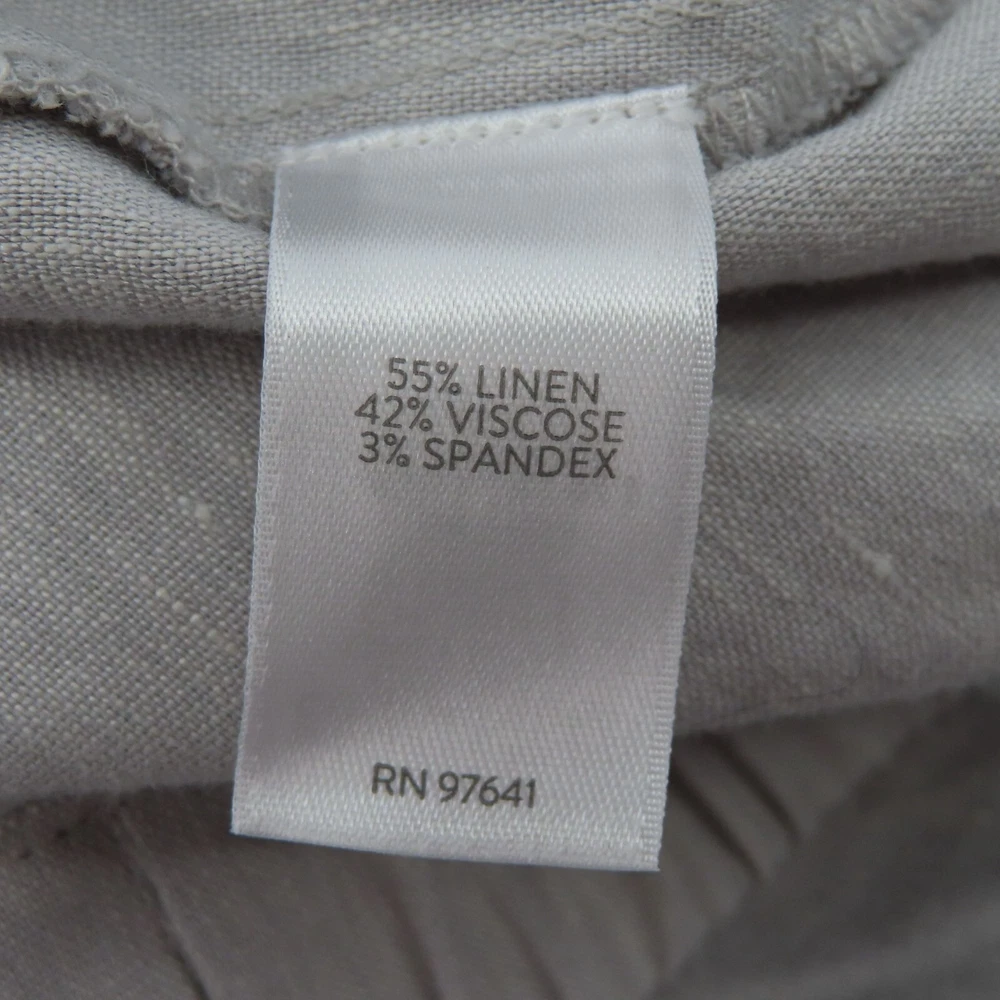 55% LINEN
42% VISCOSE
3% SPANDEX
RN 97641